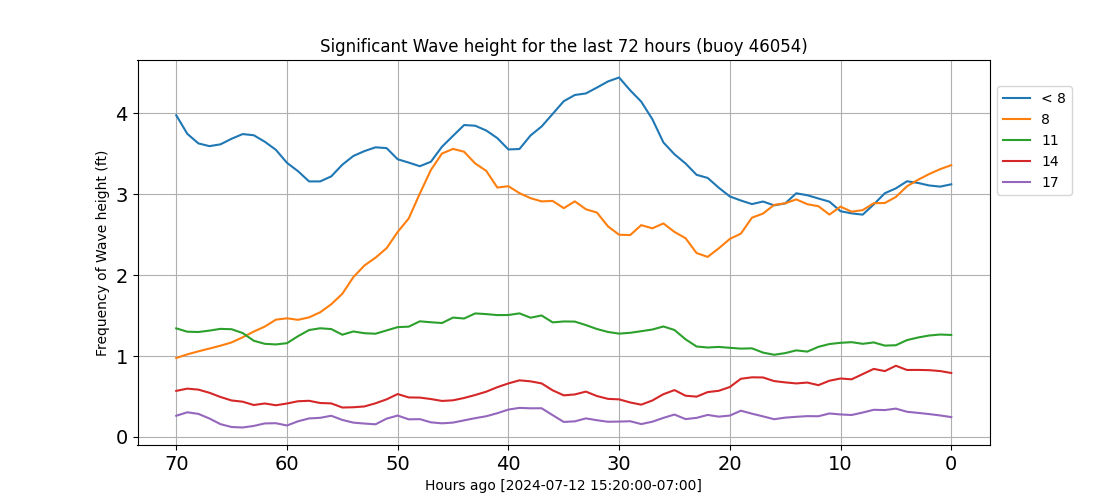 Significant Wave height for the last 72 hours (buoy 46054)
Frequency of Wave height (ft)
4
3
2
1
0
70 60 50 40 30 20 10 0
Hours ago [2024-07-12 15:20:00-07:00]
< 8
8
11
14
17